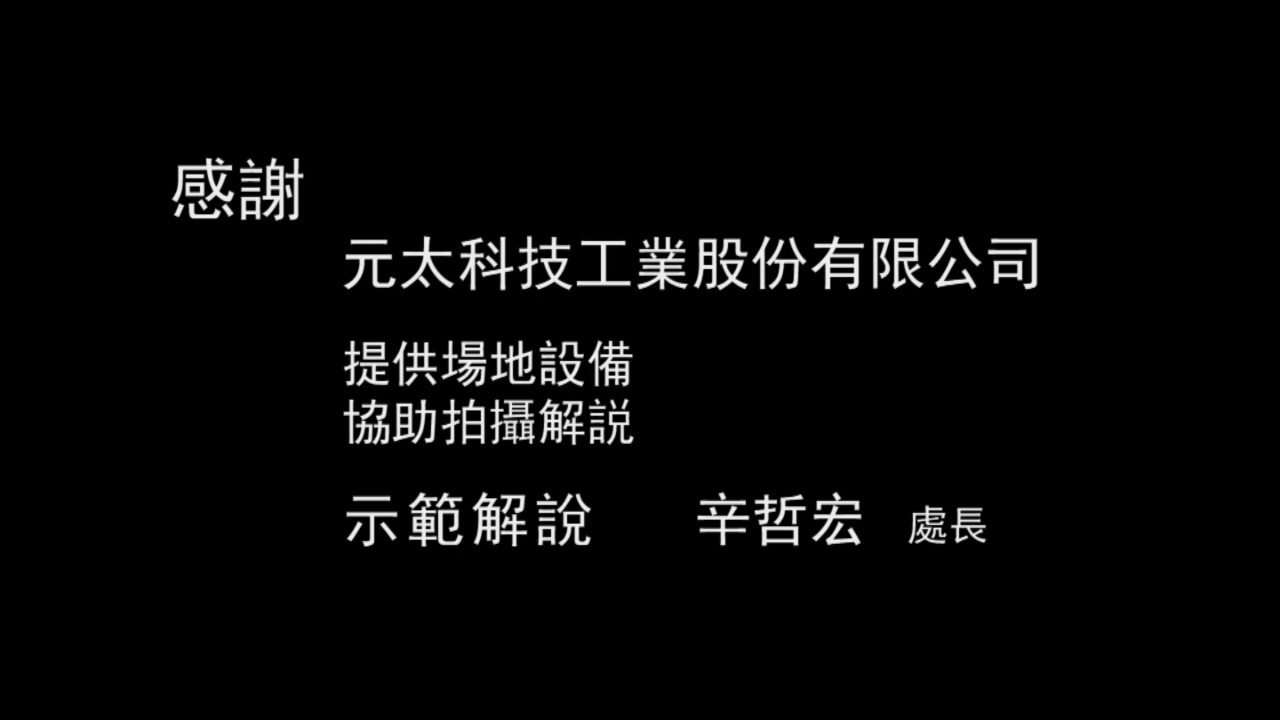 感謝
元太科技工業股份有限公司
提供場地設備
協助拍攝解說
示範解說 辛哲宏 處長